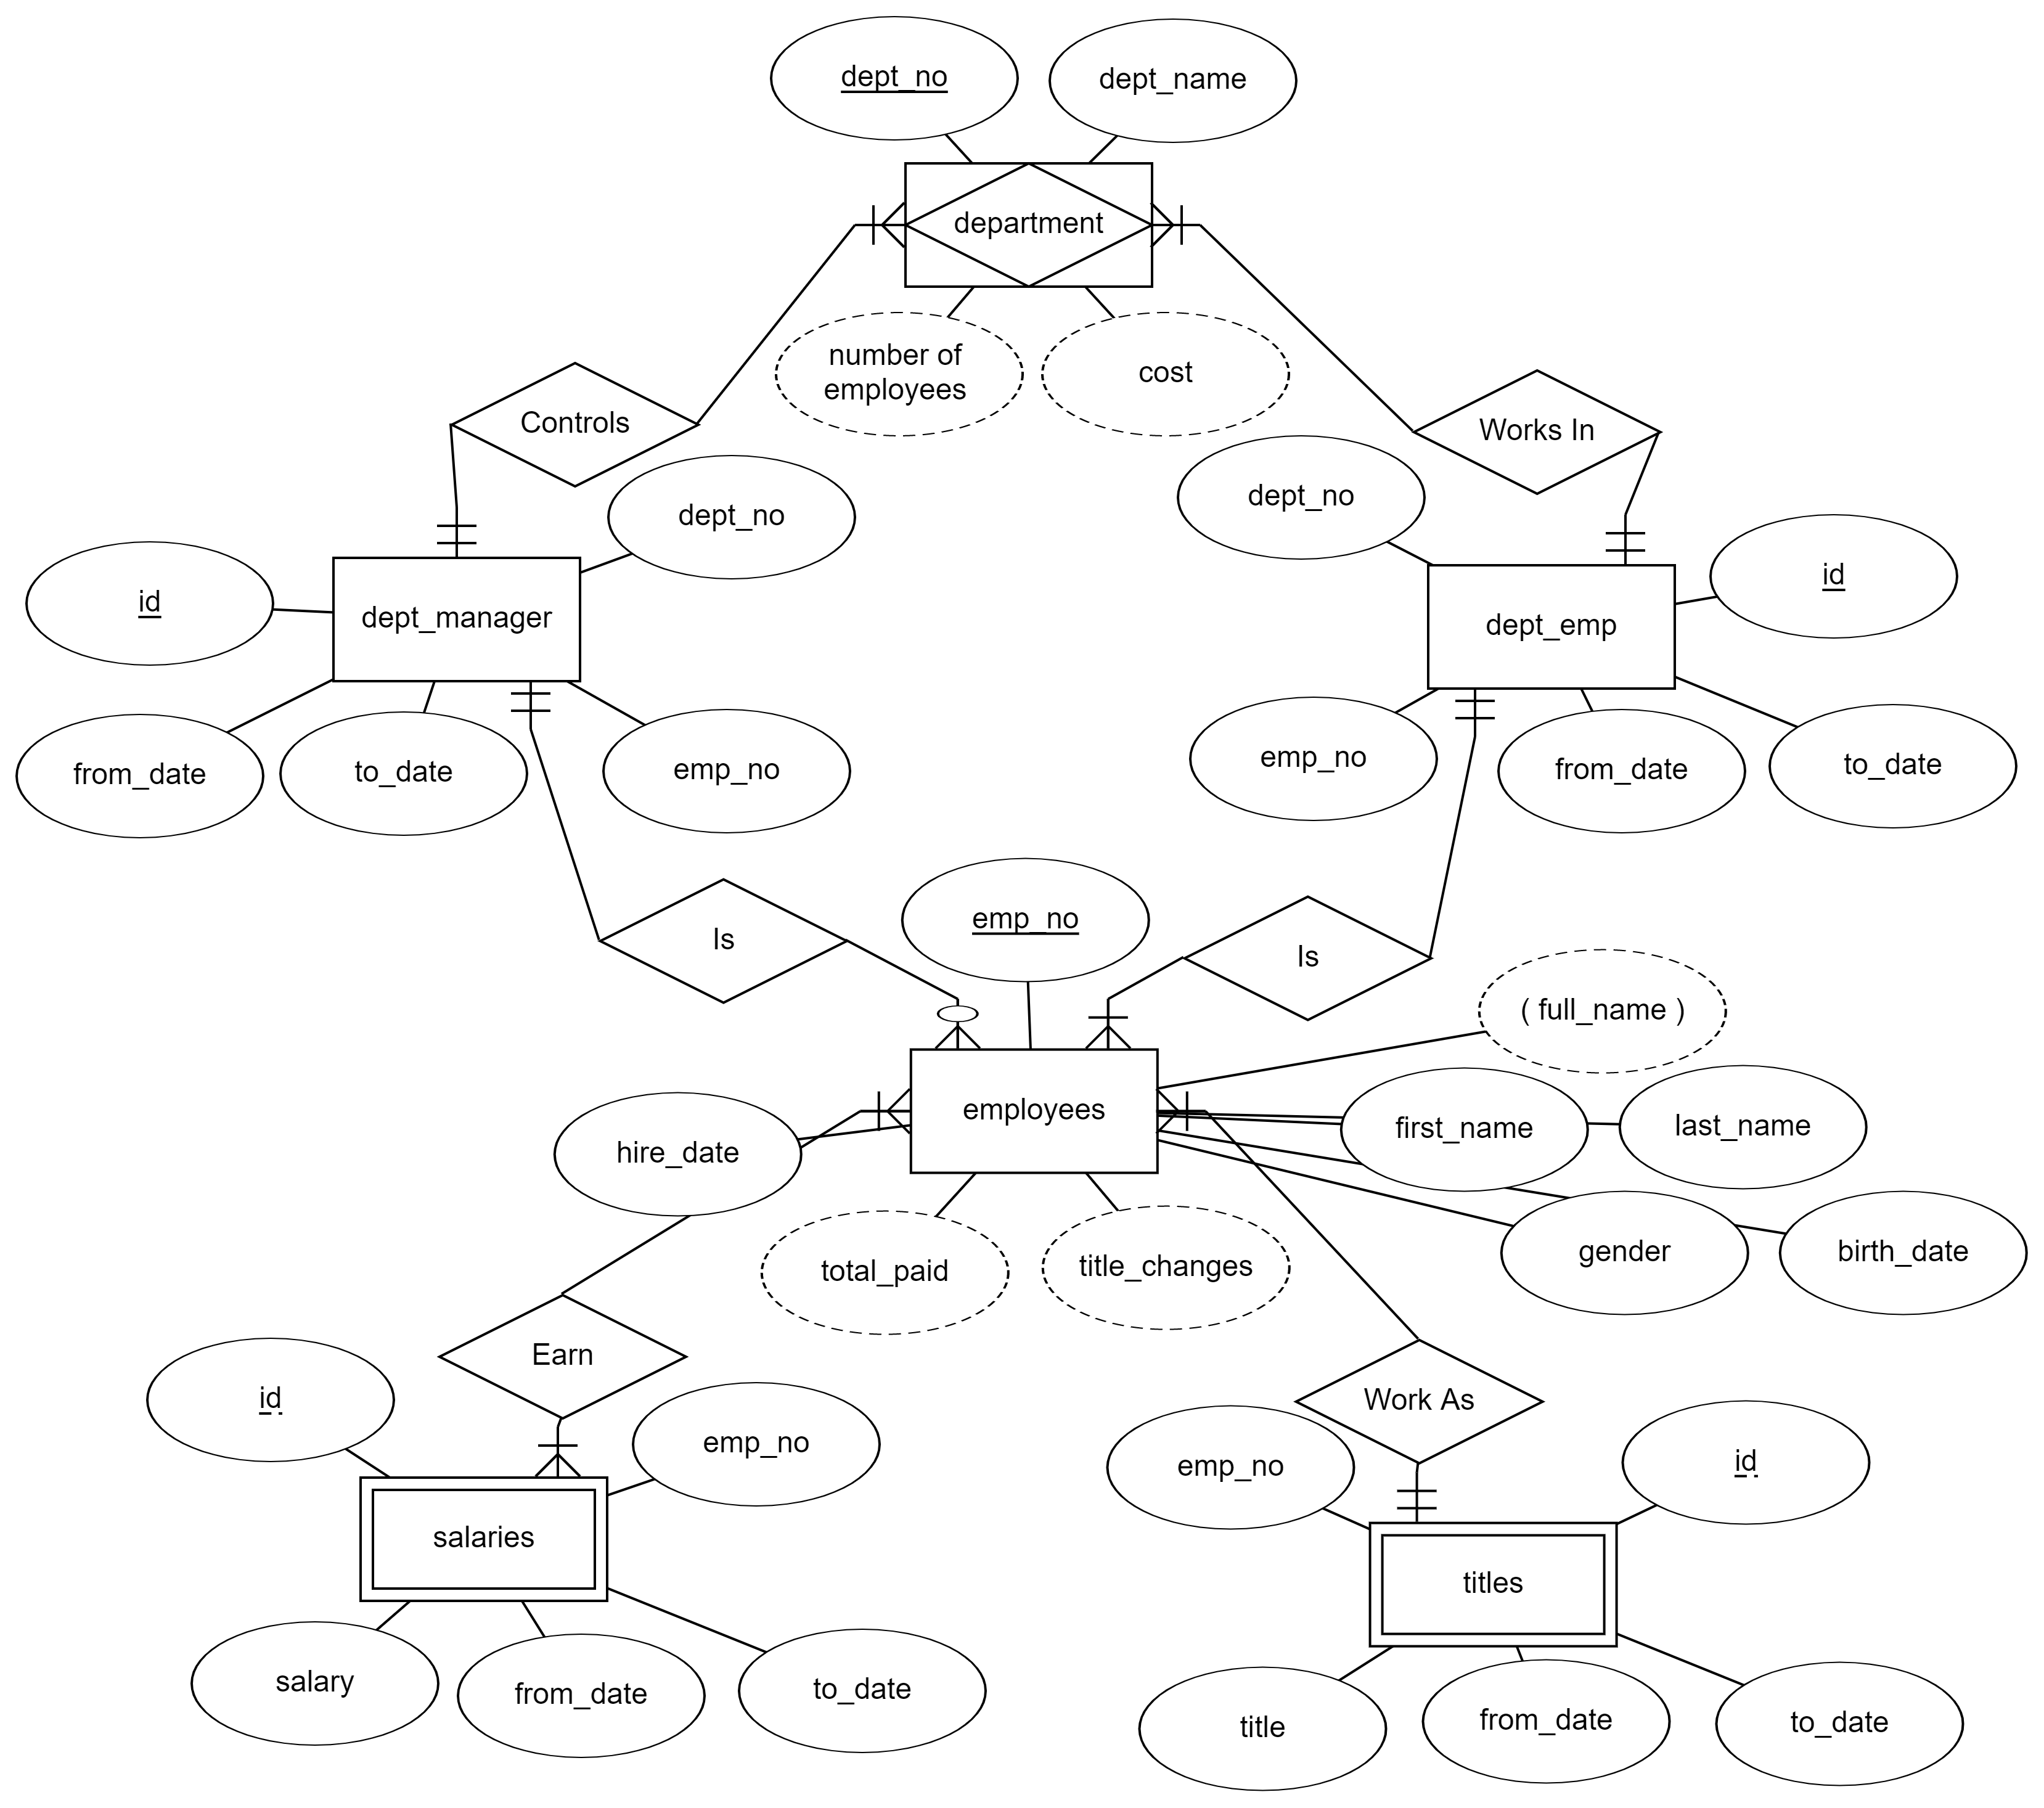 dept_no
dept_name
department
number of
employees
cost
Controls
Works In
dept_no
dept_no
id
dept_manager
dept_emp
id
from_date
to_date
emp_no
emp_no
from_date
to_date
emp_no
Is
Is
( full_name )
employees
hire_date
first_name
last_name
total_paid
title_changes
gender
birth_date
Earn
id
emp_no
Work As
emp_no
id
salaries
titles
salary
from_date
to_date
title
from_date
to_date